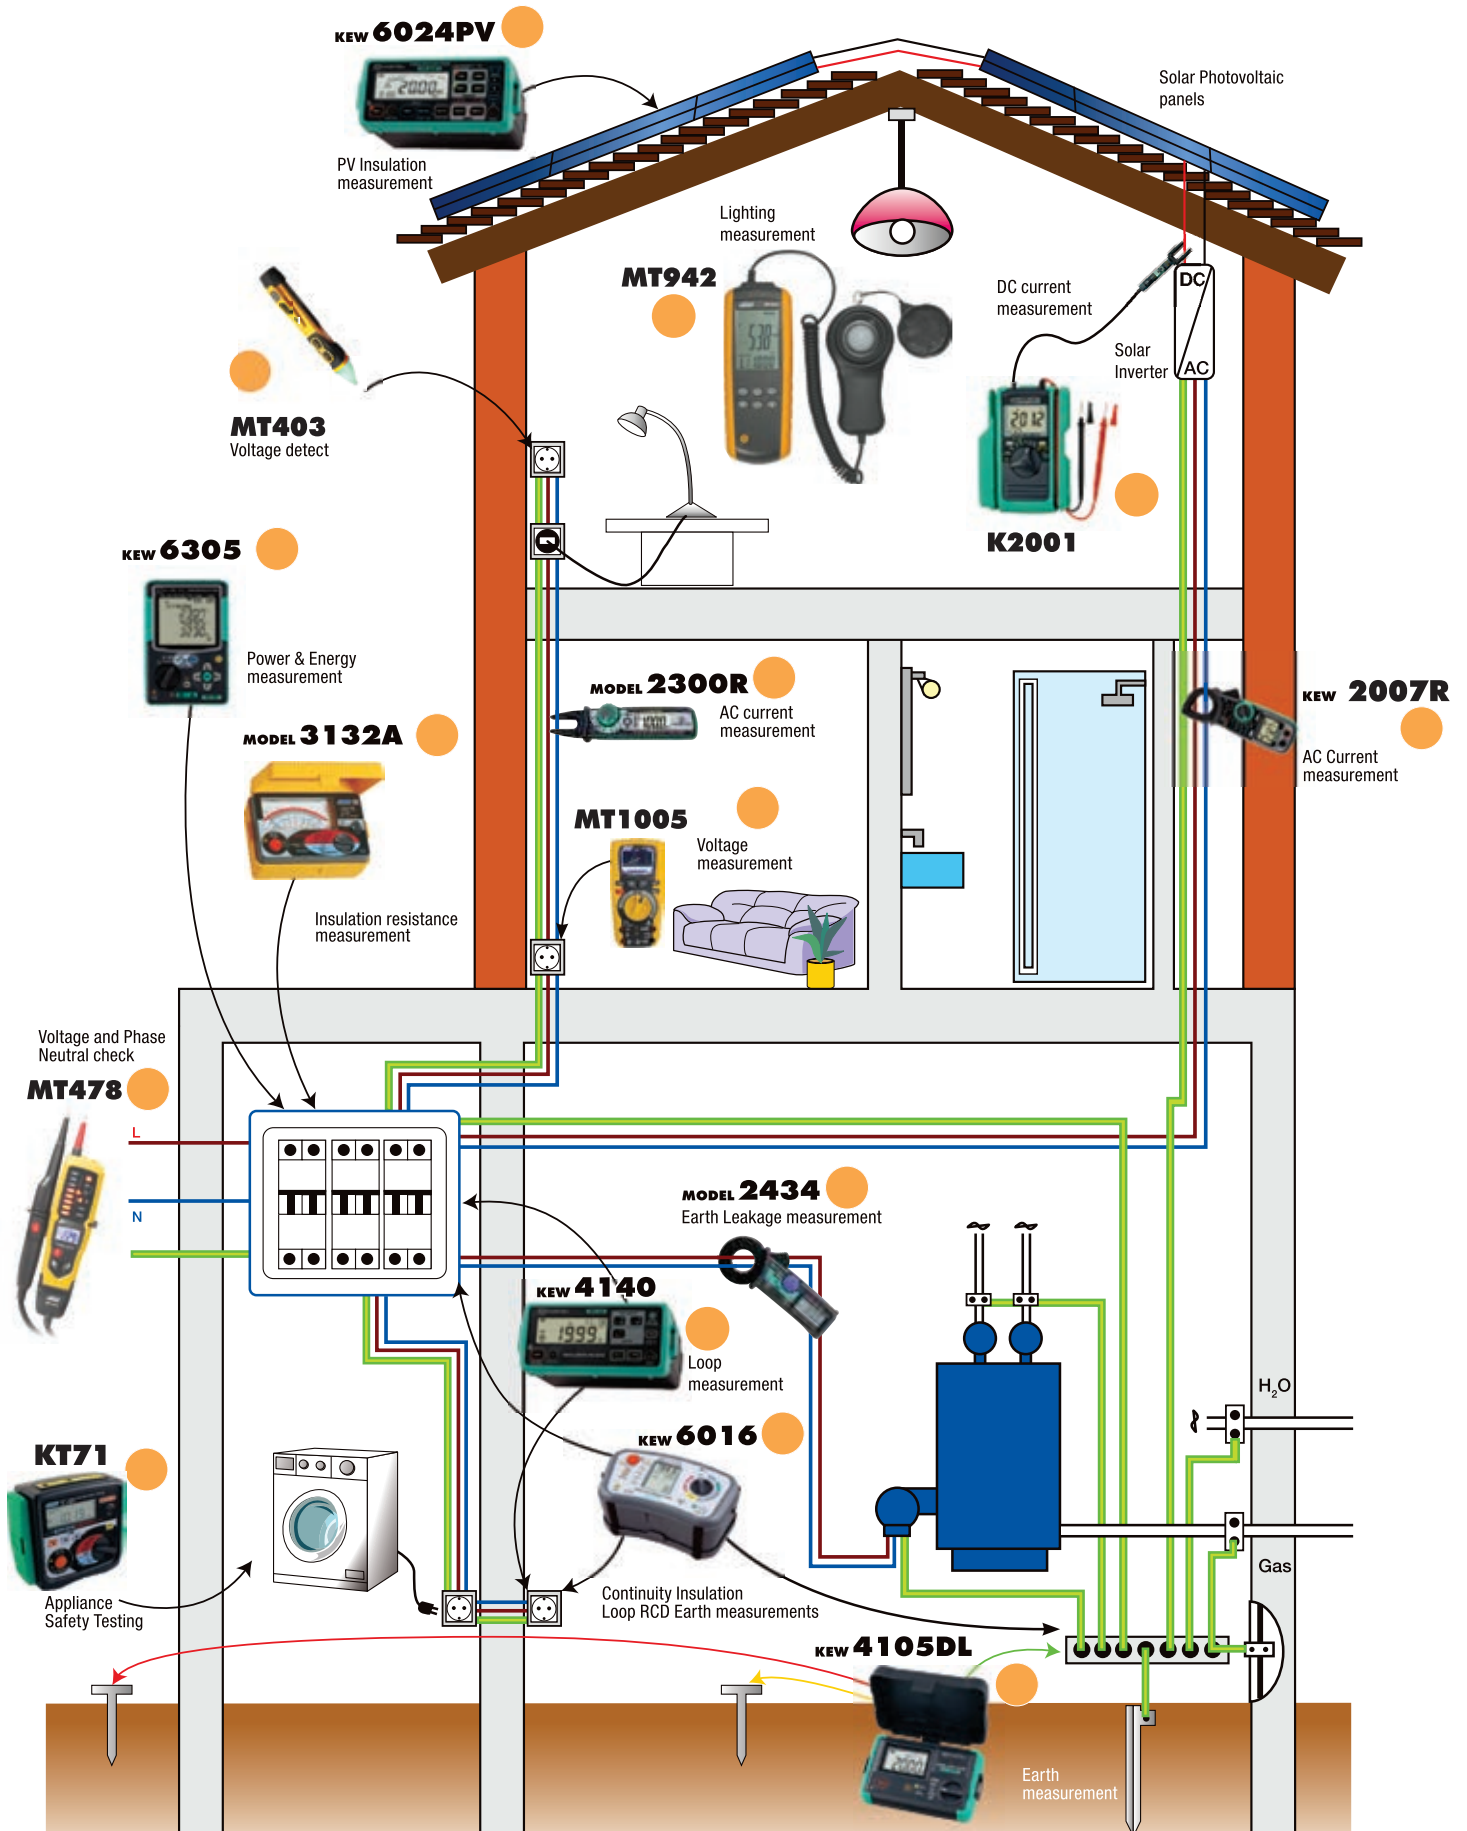 KEW 6024PV
PV Insulation
measurement
Solar Photovoltaic
panels
Lighting
measurement
MT942
DC current
measurement
DC
AC
Solar
Inverter
2012
K2001
MT403
Voltage detect
KEW 6305
Power & Energy
measurement
MODEL 3132A
Insulation resistance
measurement
MODEL 2300R
AC current
measurement
KEW 2007R
AC Current
measurement
MT1005
Voltage
measurement
Voltage and Phase
Neutral check
MT478
L
N
MODEL 2434
Earth Leakage measurement
KEW 4140
1999
Loop
measurement
KEW 6016
Continuity Insulation
Loop RCD Earth measurements
H2O
Gas
KT71
Appliance
Safety Testing
KEW 4105DL
Earth
measurement